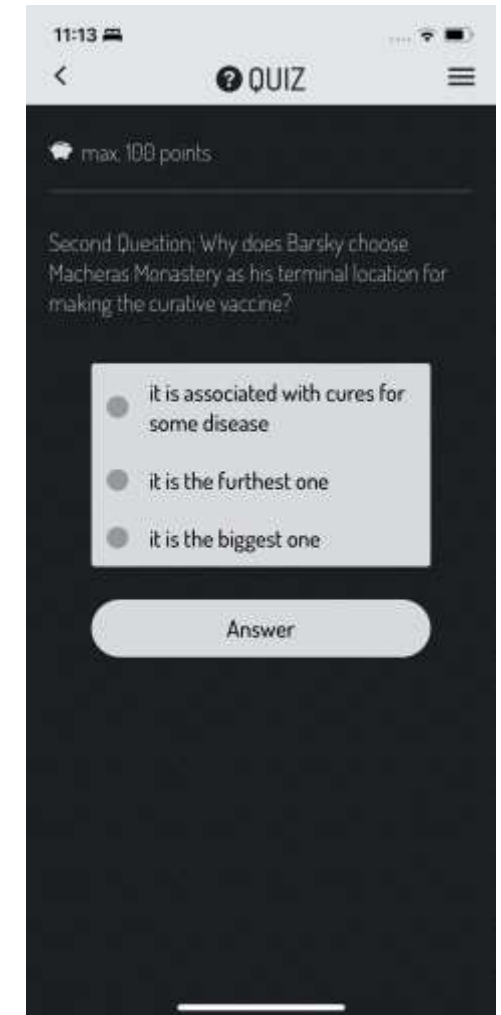 11:13
QUIZ
max. 100 points
Second Question: Why does Barsky choose
Macheras Monastery as his terminal location for
making the curative vaccine?
it is associated with cures for
some disease
it is the furthest one
it is the biggest one
Answer